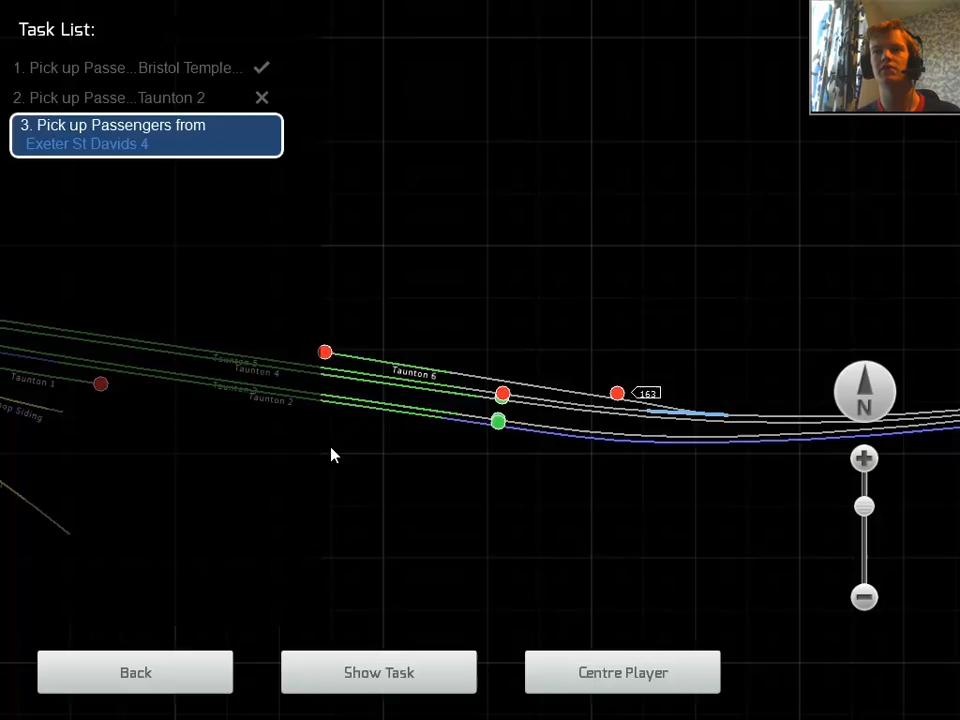 Task List:
1. Pick up Passe...Bristol Temple...
2. Pick up Passe...Taunton 2
3. Pick up Passengers from
Exeter St Davids 4
Taunton 5
Taunton 4
Taunton 6
Taunton 1
Taunton 2
163
Siding
N
Back
Show Task
Centre Player